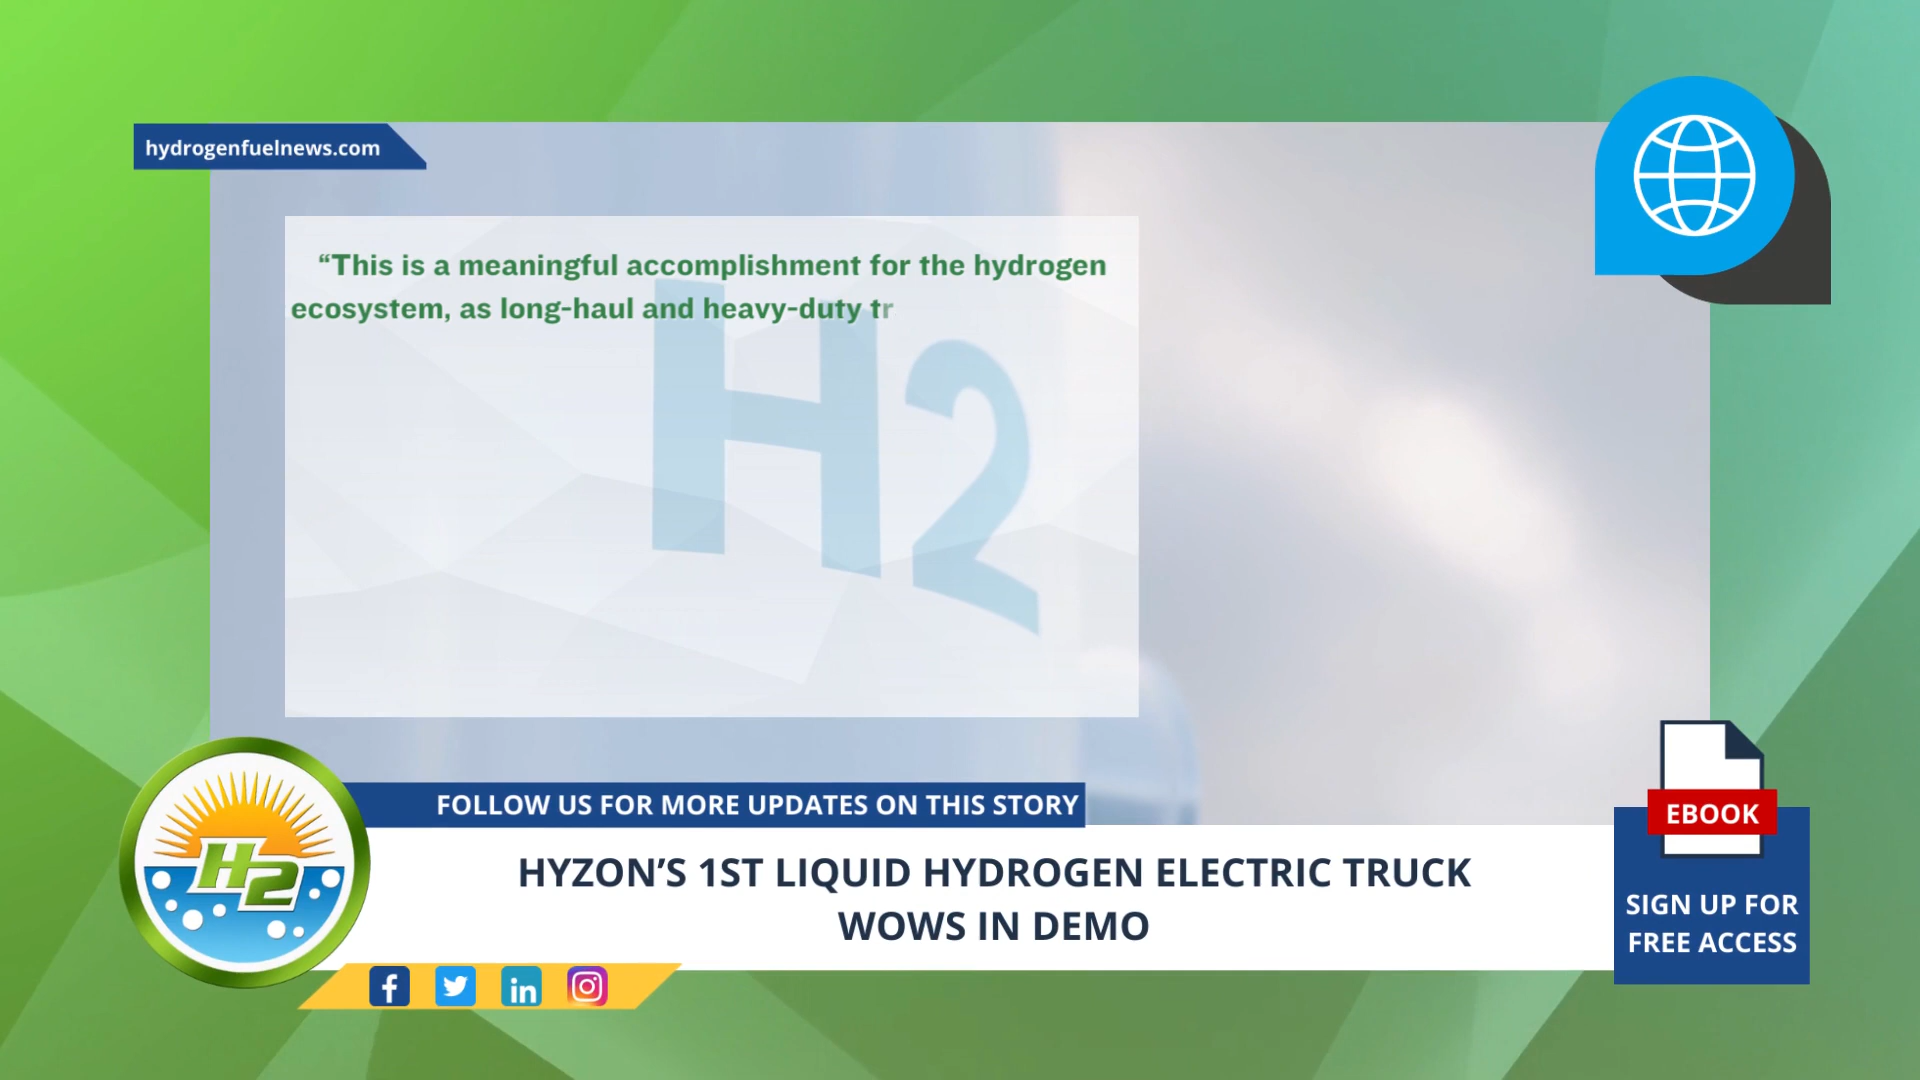 hydrogenfuelnews.com
“This is a meaningful accomplishment for the hydrogen
ecosystem, as long-haul and heavy-duty tr
H2
FOLLOW US FOR MORE UPDATES ON THIS STORY
HYZON’S 1ST LIQUID HYDROGEN ELECTRIC TRUCK
WOWS IN DEMO
H2
EBOOK
SIGN UP FOR
FREE ACCESS